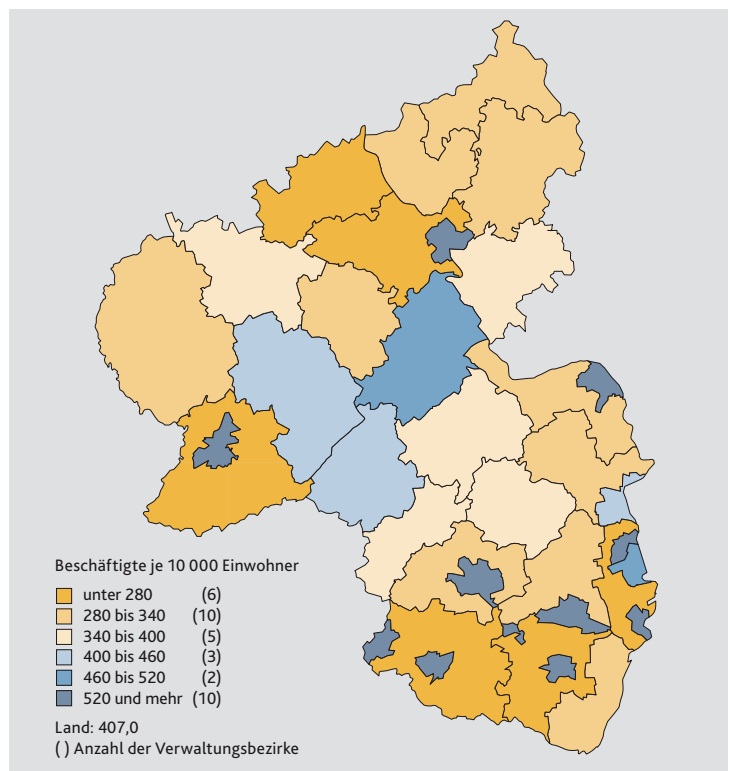 Beschäftigte je 10 000 Einwohner
unter 280 (6)
280 bis 340 (10)
340 bis 400 (5)
400 bis 460 (3)
460 bis 520 (2)
520 und mehr (10)
Land: 407,0
( ) Anzahl der Verwaltungsbezirke